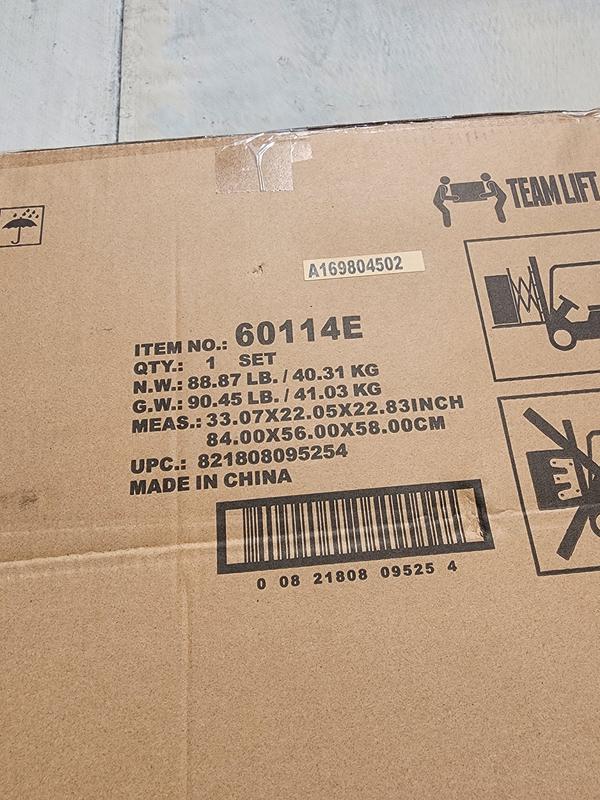 TEAM LIFT
A169804502
ITEM NO.: 60114E
QTY.: 1 SET
N.W.: 88.87 LB. / 40.31 KG
G.W.: 90.45 LB. / 41.03 KG
MEAS.: 33.07X22.05X22.83INCH
84.00X56.00X58.00CM
UPC.: 821808095254
MADE IN CHINA
0 08 21808 09525 4